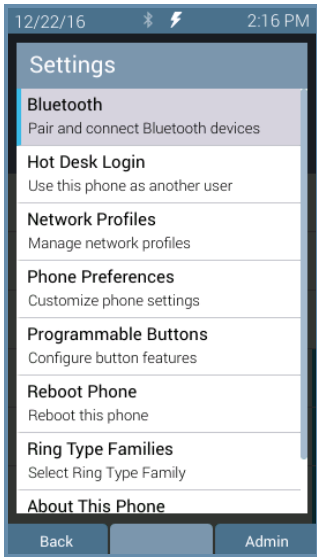 12/22/16 2:16 PM
Settings
Bluetooth
Pair and connect Bluetooth devices
Hot Desk Login
Use this phone as another user
Network Profiles
Manage network profiles
Phone Preferences
Customize phone settings
Programmable Buttons
Configure button features
Reboot Phone
Reboot this phone
Ring Type Families
Select Ring Type Family
About This Phone
Back Admin